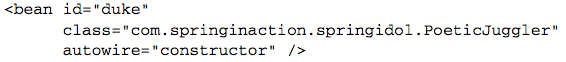 <bean id="duke"
class="com.springinaction.springidol.PoeticJuggler"
autowire="constructor" />